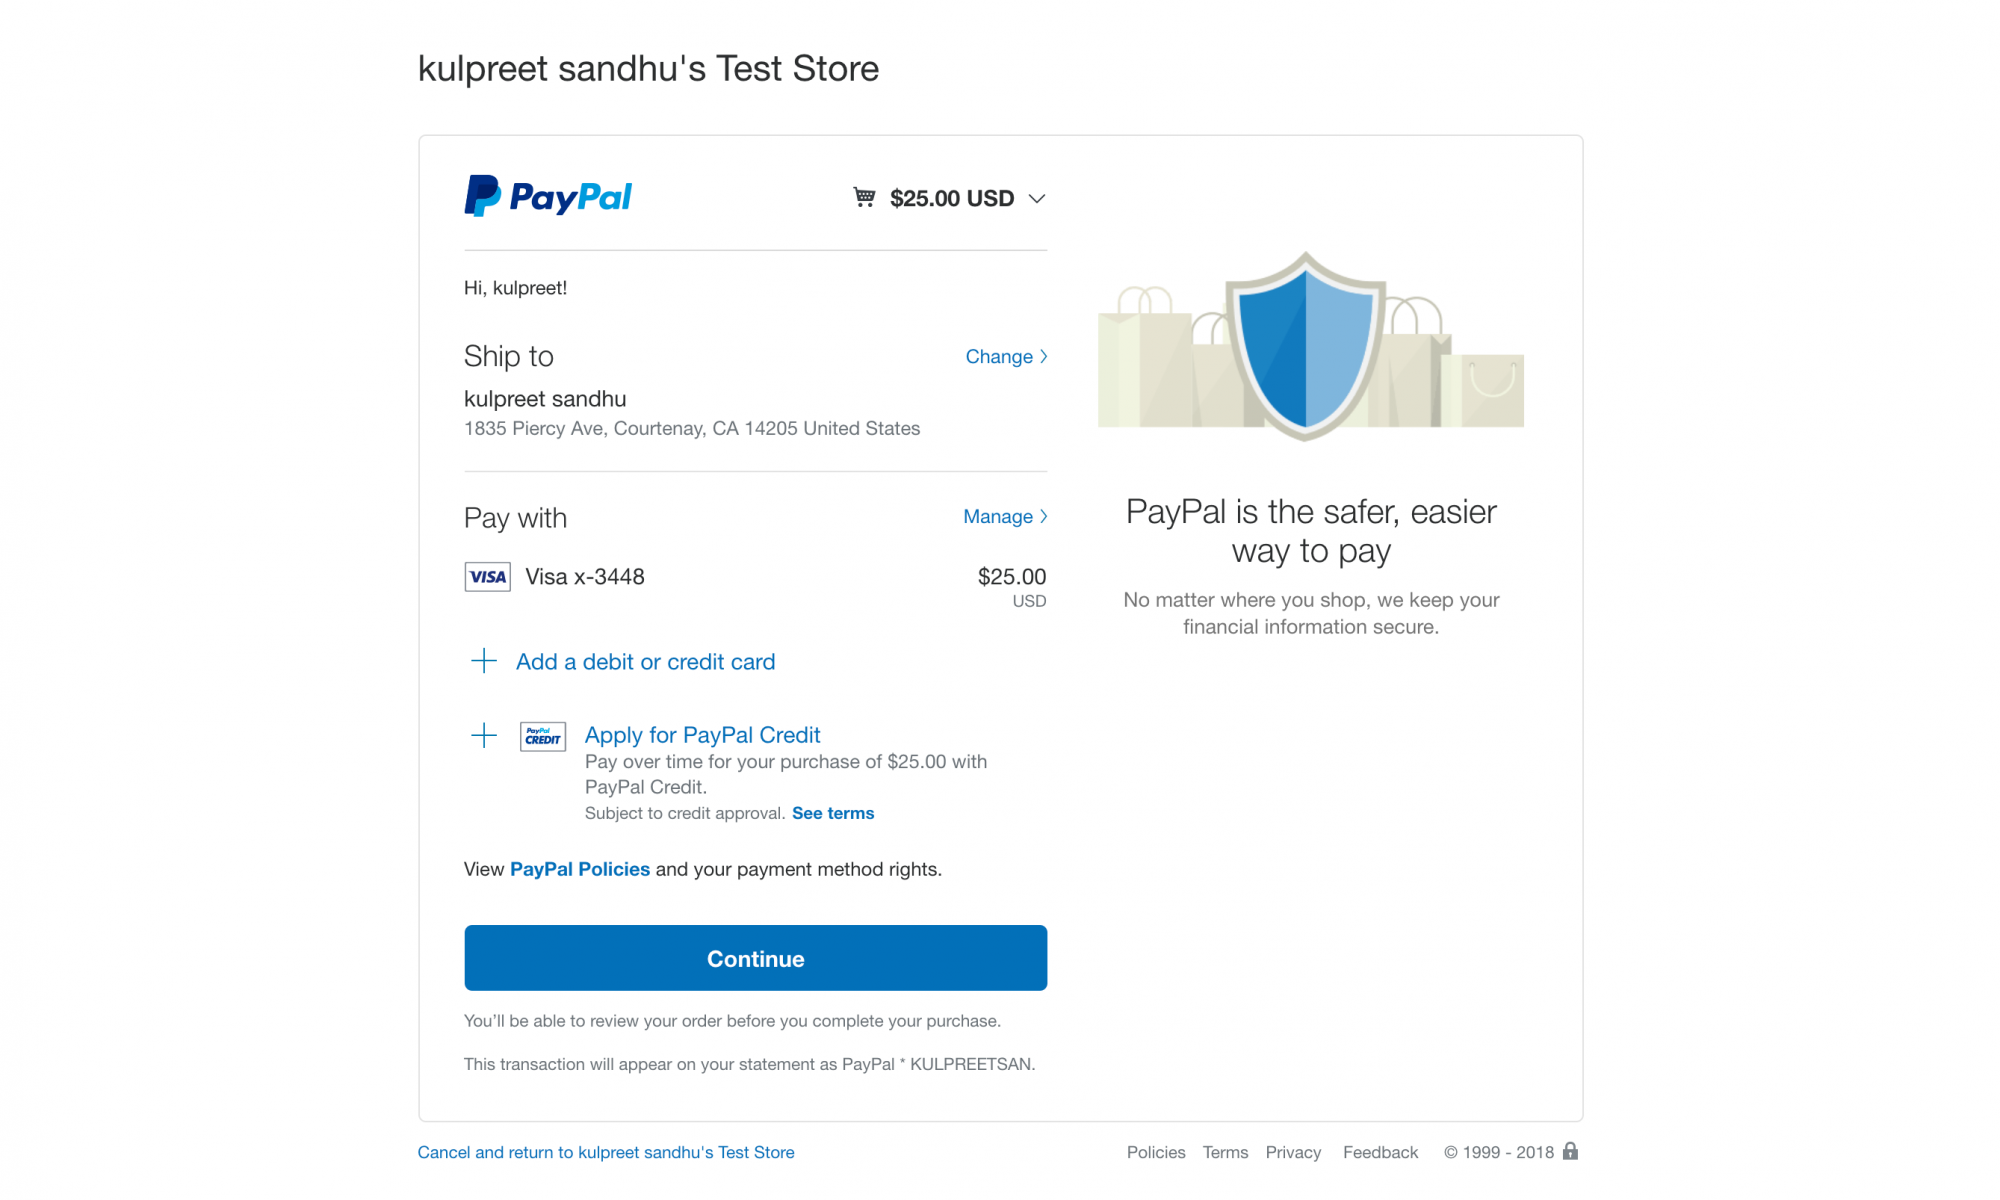 kulpreet sandhu's Test Store
PayPal
$25.00 USD
Hi, kulpreet!
Ship to
Change
kulpreet sandhu
1835 Piercy Ave, Courtenay, CA 14205 United States
Pay with
Manage
VISA Visa x-3448
$25.00
USD
Add a debit or credit card
PayPal CREDIT
Apply for PayPal Credit
Pay over time for your purchase of $25.00 with
PayPal Credit.
Subject to credit approval. See terms
View PayPal Policies and your payment method rights.
Continue
You’ll be able to review your order before you complete your purchase.
This transaction will appear on your statement as PayPal * KULPREETSAN.
PayPal is the safer, easier
way to pay
No matter where you shop, we keep your
financial information secure.
Cancel and return to kulpreet sandhu's Test Store
Policies Terms Privacy Feedback © 1999 - 2018